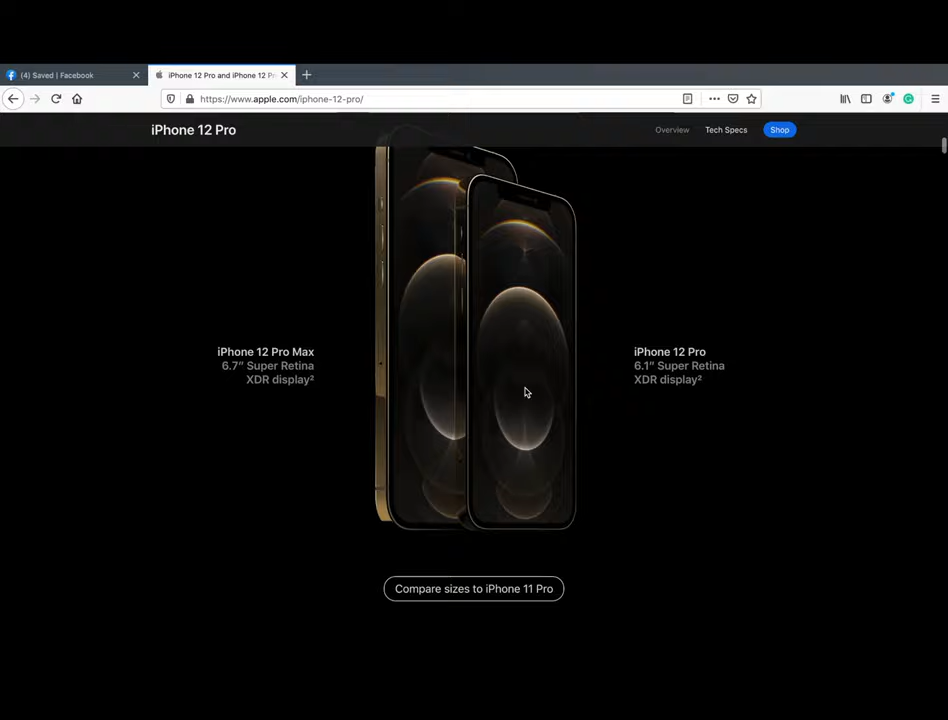 (4) Saved | Facebook
iPhone 12 Pro and iPhone 12 Pr
https://www.apple.com/iphone-12-pro/
iPhone 12 Pro
Overview
Tech Specs
Shop
iPhone 12 Pro Max
6.7″ Super Retina
XDR display²
iPhone 12 Pro
6.1″ Super Retina
XDR display²
Compare sizes to iPhone 11 Pro